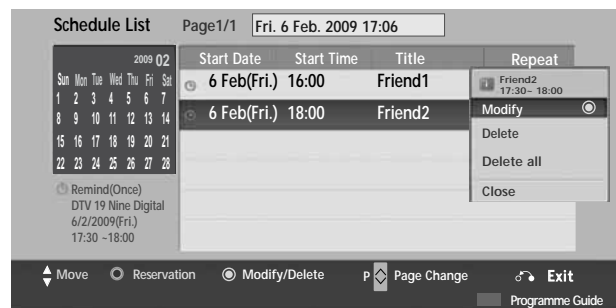 Schedule List Page1/1 Fri. 6 Feb. 2009 17:06
2009 02
Sun Mon Tue Wed Thu Fri Sat
1 2 3 4 5 6 7
8 9 10 11 12 13 14
15 16 17 18 19 20 21
22 23 24 25 26 27 28
Remind(Once)
DTV 19 Nine Digital
6/2/2009(Fri.)
17:30 ~18:00
Start Date Start Time Title Repeat
6 Feb(Fri.) 16:00 Friend1
6 Feb(Fri.) 18:00 Friend2
Friend2
17:30~ 18:00
Modify
Delete
Delete all
Close
Move Reservation Modify/Delete P Page Change Exit
Programme Guide